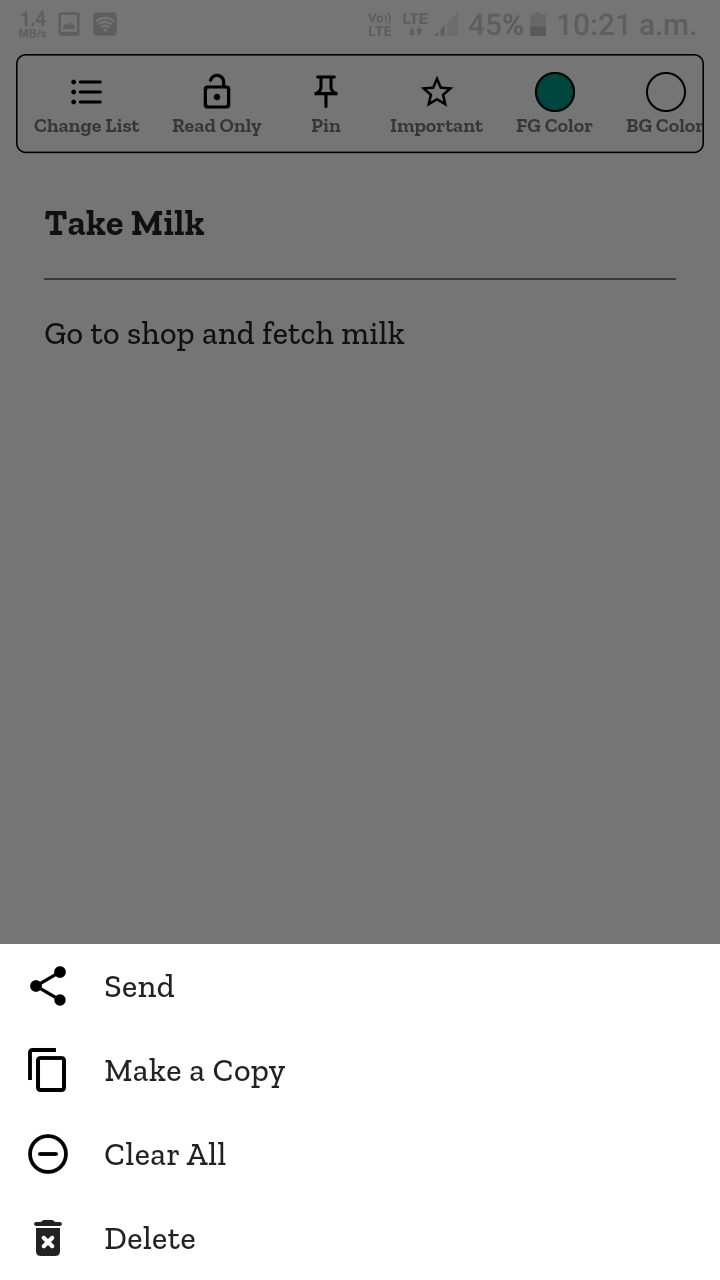 1.4 MB/s Vo) LTE LTE 45% 10:21 a.m.
Change List Read Only Pin Important FG Color BG Color
Take Milk
Go to shop and fetch milk
Send
Make a Copy
Clear All
Delete